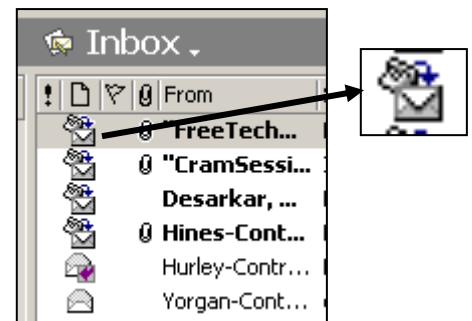 Inbox
! From
"FreeTech...
"CramSessi...
Desarkar, ...
Hines-Cont...
Hurley-Contr...
Yorgan-Cont...